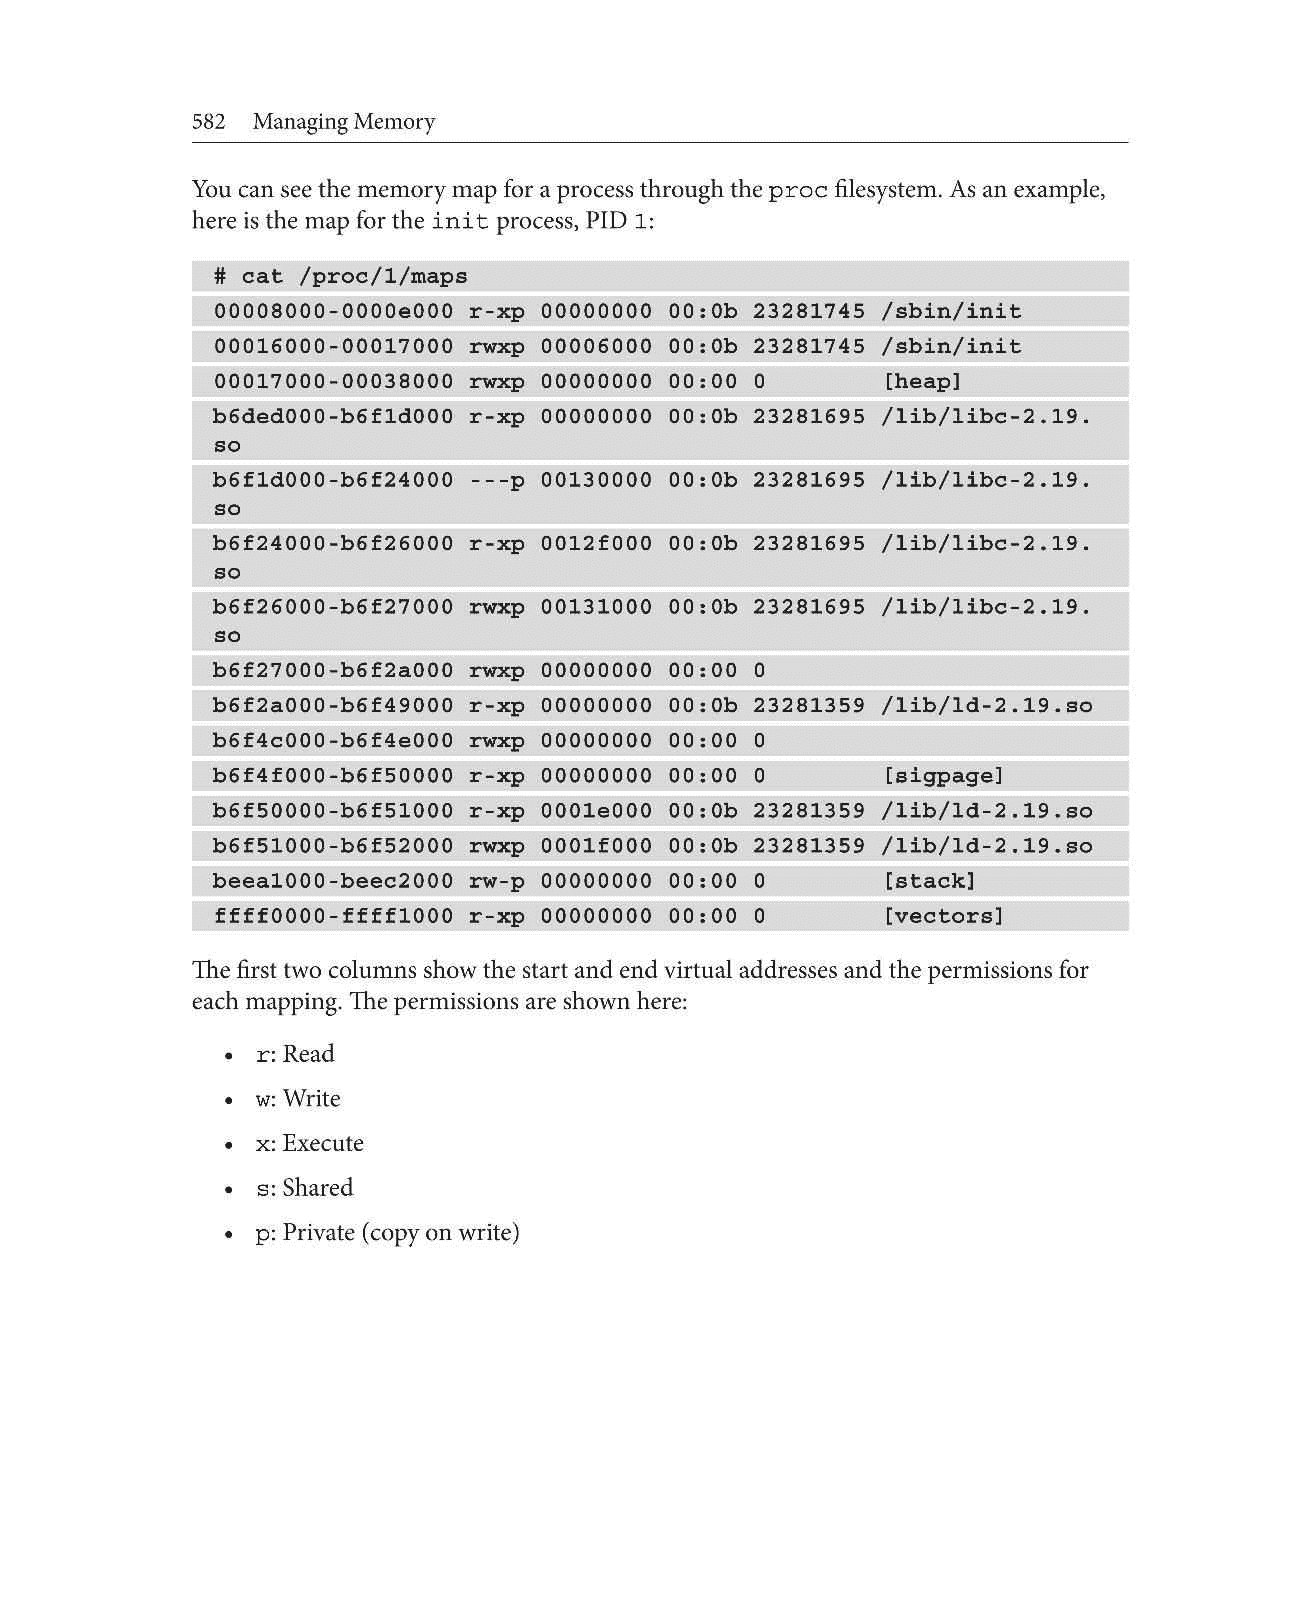 582 Managing Memory
You can see the memory map for a process through the proc filesystem. As an example,
here is the map for the init process, PID 1:
# cat /proc/1/maps
00008000-0000e000 r-xp 00000000 00:0b 23281745 /sbin/init
00016000-00017000 rwxp 00006000 00:0b 23281745 /sbin/init
00017000-00038000 rwxp 00000000 00:00 0 [heap]
b6ded000-b6f1d000 r-xp 00000000 00:0b 23281695 /lib/libc-2.19.
so
b6f1d000-b6f24000 ---p 00130000 00:0b 23281695 /lib/libc-2.19.
so
b6f24000-b6f26000 r-xp 0012f000 00:0b 23281695 /lib/libc-2.19.
so
b6f26000-b6f27000 rwxp 00131000 00:0b 23281695 /lib/libc-2.19.
so
b6f27000-b6f2a000 rwxp 00000000 00:00 0
b6f2a000-b6f49000 r-xp 00000000 00:0b 23281359 /lib/ld-2.19.so
b6f4c000-b6f4e000 rwxp 00000000 00:00 0
b6f4f000-b6f50000 r-xp 00000000 00:00 0 [sigpage]
b6f50000-b6f51000 r-xp 0001e000 00:0b 23281359 /lib/ld-2.19.so
b6f51000-b6f52000 rwxp 0001f000 00:0b 23281359 /lib/ld-2.19.so
beea1000-beec2000 rw-p 00000000 00:00 0 [stack]
ffff0000-ffff1000 r-xp 00000000 00:00 0 [vectors]
The first two columns show the start and end virtual addresses and the permissions for
each mapping. The permissions are shown here:
• r: Read
• w: Write
• x: Execute
• s: Shared
• p: Private (copy on write)